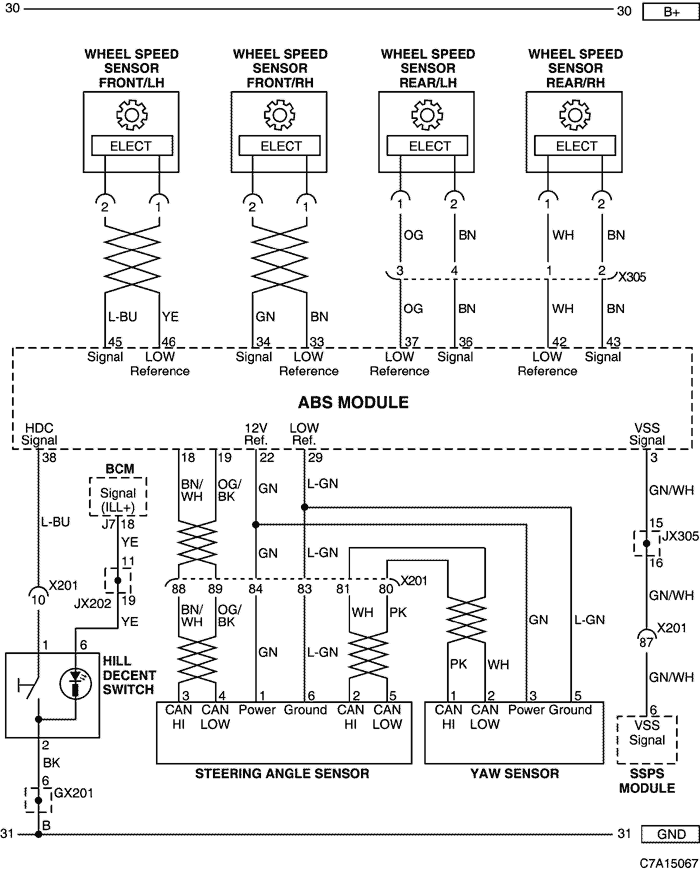 30 30 B+
WHEEL SPEED SENSOR FRONT/LH
WHEEL SPEED SENSOR FRONT/RH
WHEEL SPEED SENSOR REAR/LH
WHEEL SPEED SENSOR REAR/RH
ELECT ELECT ELECT ELECT
2 1 2 1 1 2 1 2
OG BN WH BN
3 4 1 2 X305
L-BU YE GN BN OG BN WH BN
45 46 34 33 37 36 42 43
Signal LOW Reference Signal LOW Reference LOW Reference Signal LOW Reference Signal
ABS MODULE
HDC Signal 12V Ref. LOW Ref. VSS Signal
38 18 19 22 29 3
BCM
Signal (ILL+)
J7 18
L-BU YE BN/WH OG/BK GN L-GN GN/WH
15 JX305
16
GN L-GN
11
JX202 19
X201
10
88 89 84 83 81 80 X201
YE BN/WH OG/BK WH PK GN L-GN GN/WH
X201
87
1 6
HILL DECENT SWITCH
GN L-GN PK WH GN/WH
3 4 1 6 2 5 1 2 3 5 6
CAN HI CAN LOW Power Ground CAN HI CAN LOW
CAN HI CAN LOW Power Ground
VSS Signal
STEERING ANGLE SENSOR YAW SENSOR SSPS MODULE
2
BK
6
GX201
B
31 31 GND
C7A15067